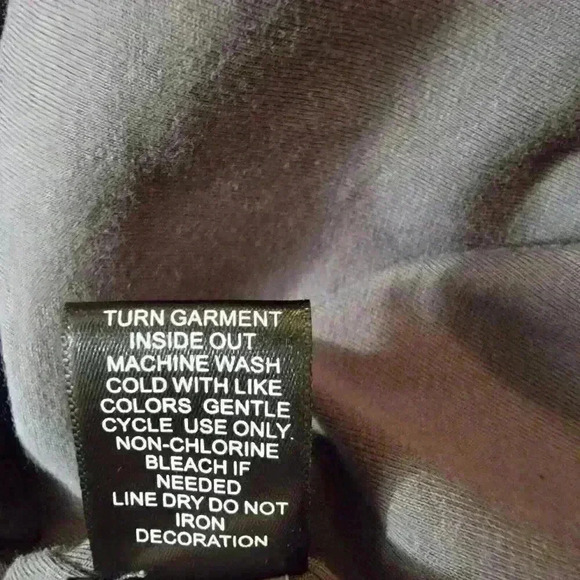 TURN GARMENT
INSIDE OUT
MACHINE WASH
COLD WITH LIKE
COLORS GENTLE
CYCLE USE ONLY
NON-CHLORINE
BLEACH IF
NEEDED
LINE DRY DO NOT
IRON
DECORATION